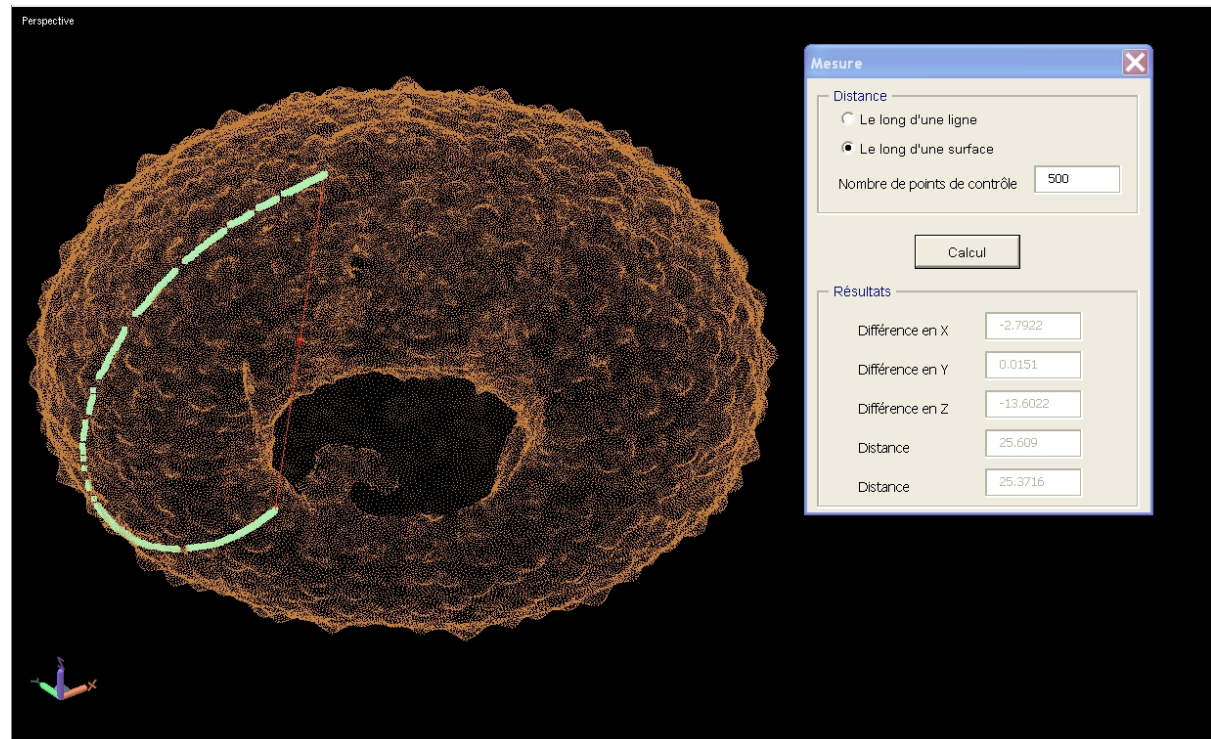 Perspective
Mesure
Distance
Le long d'une ligne
Le long d'une surface
Nombre de points de contrôle 500
Calcul
Résultats
Différence en X -2.7922
Différence en Y 0.0151
Différence en Z -13.6022
Distance 25.609
Distance 25.3716
Z
Y
X